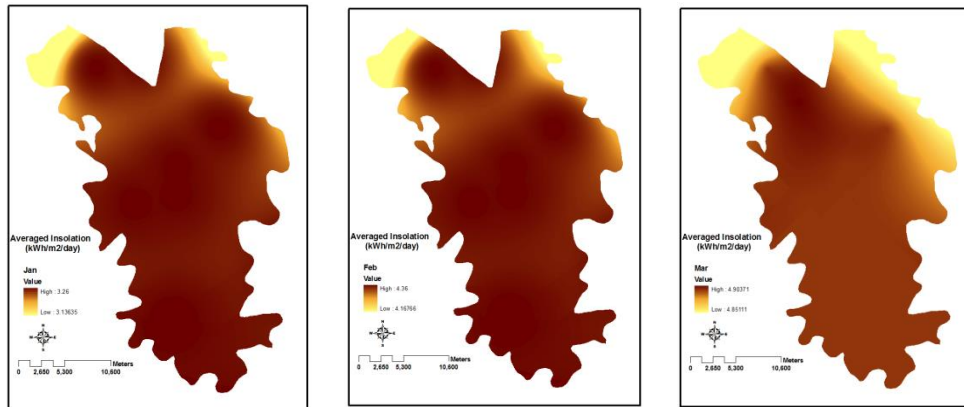 Averaged Insolation
(kWh/m2/day)
Jan
Value
High : 3.26
Low : 3.13635
N
W E
S
Meters
0 2,650 5,300 10,600
Averaged Insolation
(kWh/m2/day)
Feb
Value
High : 4.36
Low : 4.16766
N
W E
S
Meters
0 2,650 5,300 10,600
Averaged Insolation
(kWh/m2/day)
Mar
Value
High : 4.90371
Low : 4.85111
N
W E
S
Meters
0 2,650 5,300 10,600